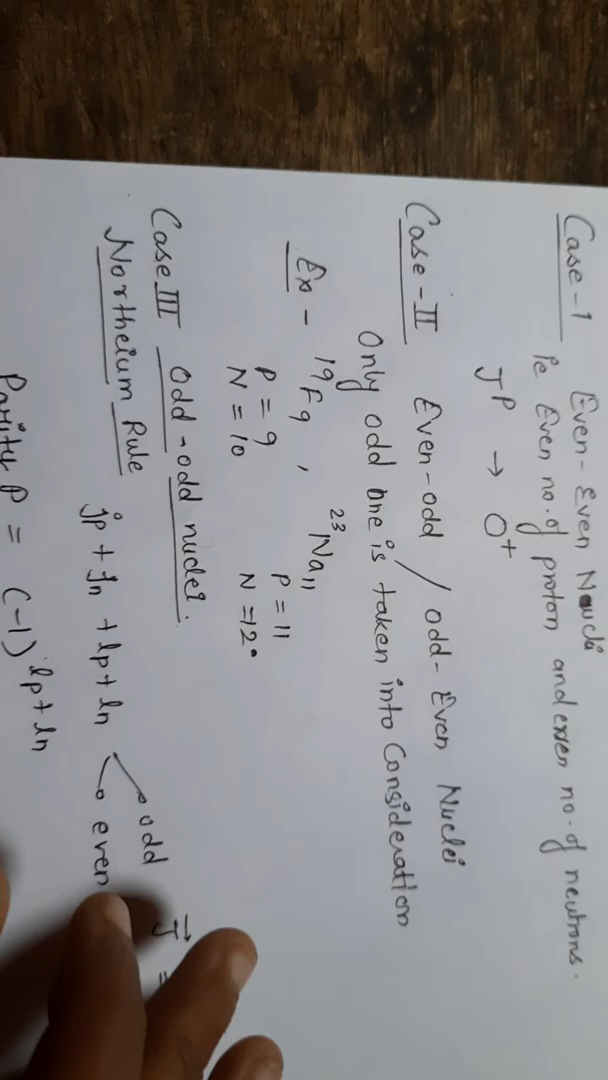 Case-1 Even-Even Nuclei
ie Even no. of proton and even no. of neutrons.
J^P → 0+
Case-II Even-odd / odd-Even Nuclei
Only odd one is taken into Consideration
Ex - 19F9 , 23Na11
P = 9 P = 11
N = 10 N = 12
Case III Odd-odd nuclei.
Northeium Rule
jp + jn + lp + ln odd J =
even
Parity P = (-1)^lp+ln